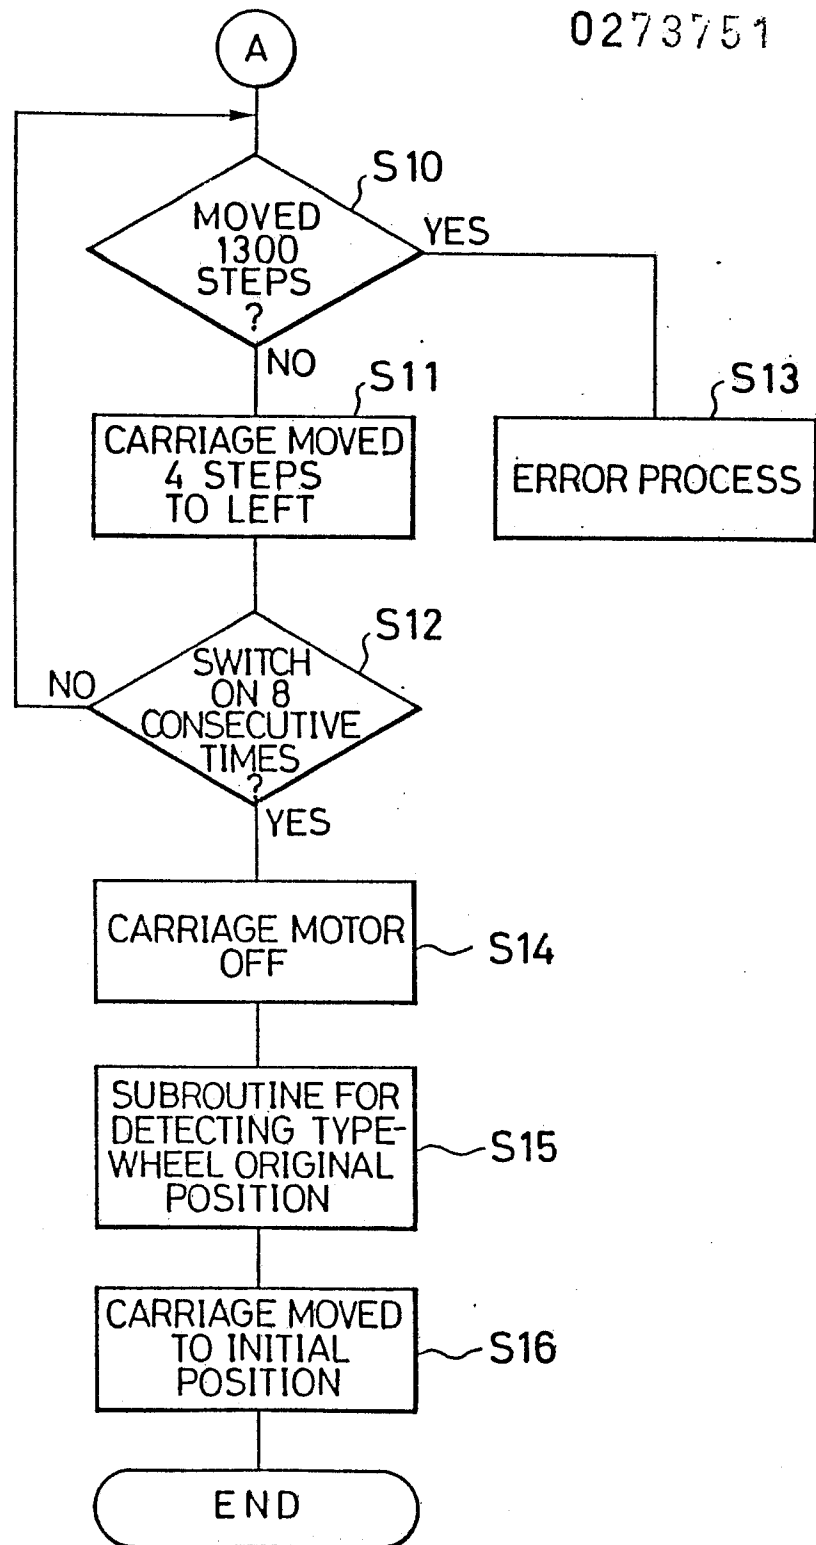 0273751
A
S10
MOVED
1300
STEPS
?
YES
NO
S11
CARRIAGE MOVED
4 STEPS
TO LEFT
S13
ERROR PROCESS
S12
SWITCH
ON 8
CONSECUTIVE
TIMES
?
NO
YES
CARRIAGE MOTOR
OFF
S14
SUBROUTINE FOR
DETECTING TYPE-
WHEEL ORIGINAL
POSITION
S15
CARRIAGE MOVED
TO INITIAL
POSITION
S16
END